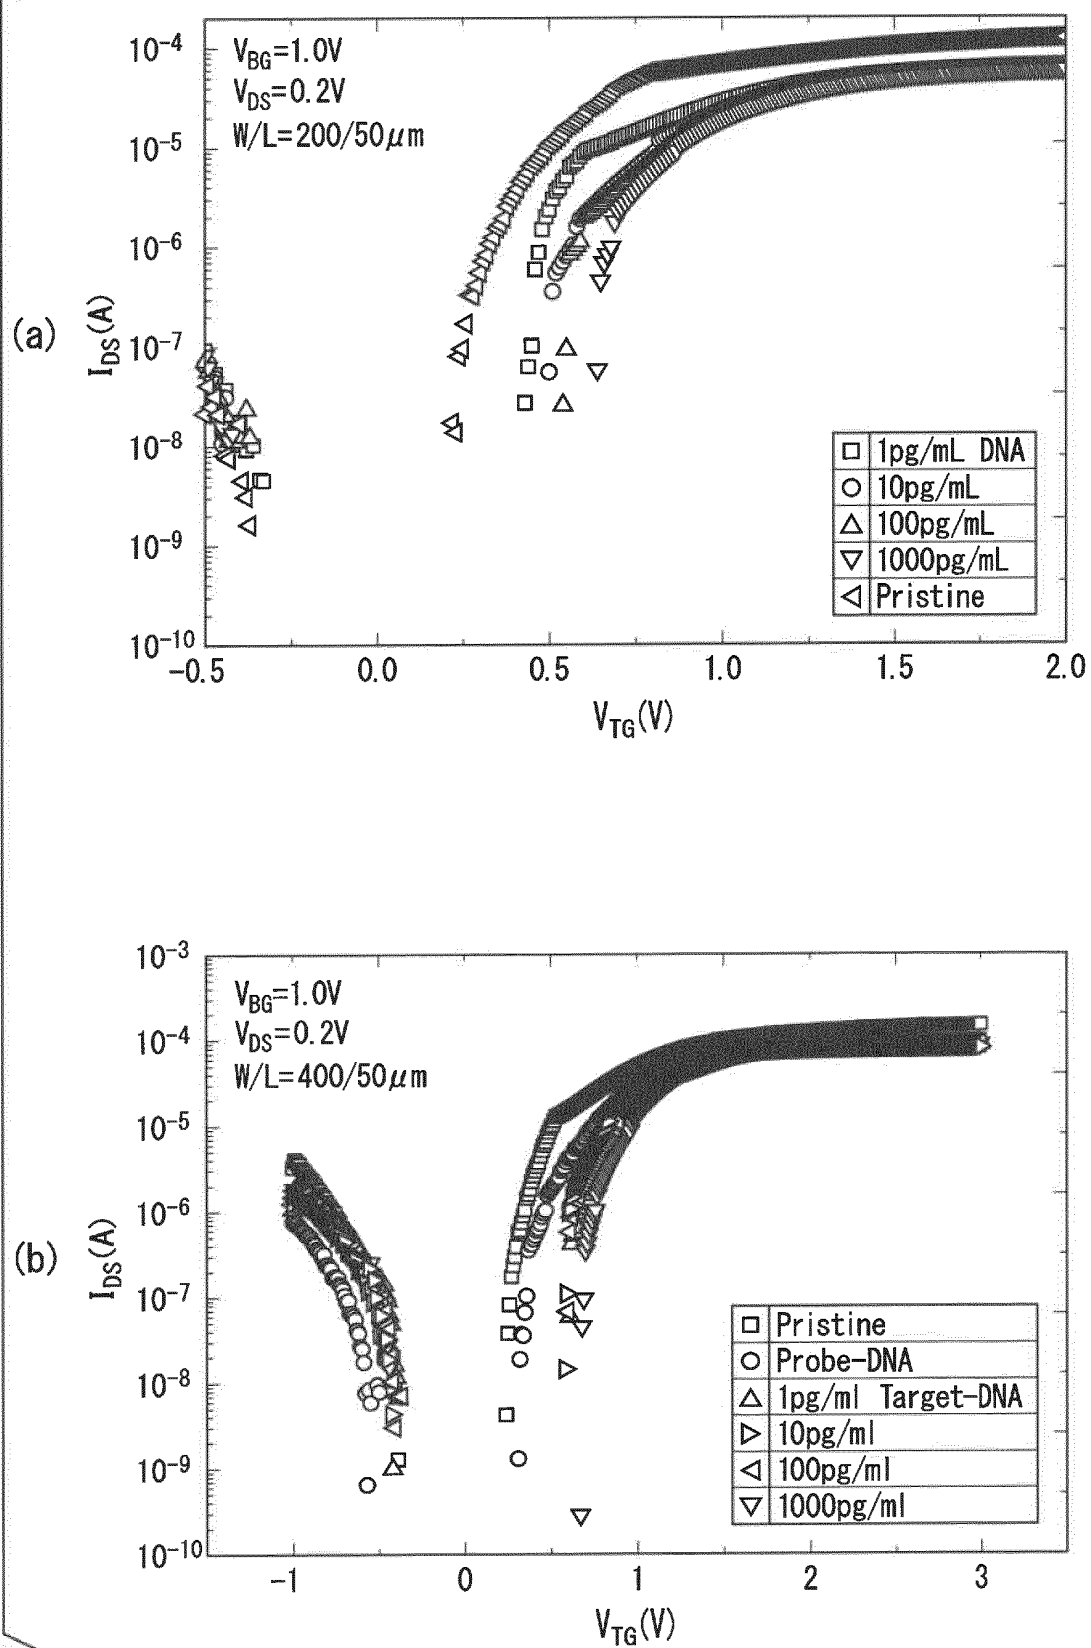 (a)
V_BG=1.0V
V_DS=0.2V
W/L=200/50μm
I_DS(A)
10^-4
10^-5
10^-6
10^-7
10^-8
10^-9
10^-10
-0.5
0.0
0.5
1.0
1.5
2.0
V_TG(V)
1pg/mL DNA
10pg/mL
100pg/mL
1000pg/mL
Pristine
(b)
V_BG=1.0V
V_DS=0.2V
W/L=400/50μm
I_DS(A)
10^-3
10^-4
10^-5
10^-6
10^-7
10^-8
10^-9
10^-10
-1
0
1
2
3
V_TG(V)
Pristine
Probe-DNA
1pg/ml Target-DNA
10pg/ml
100pg/ml
1000pg/ml